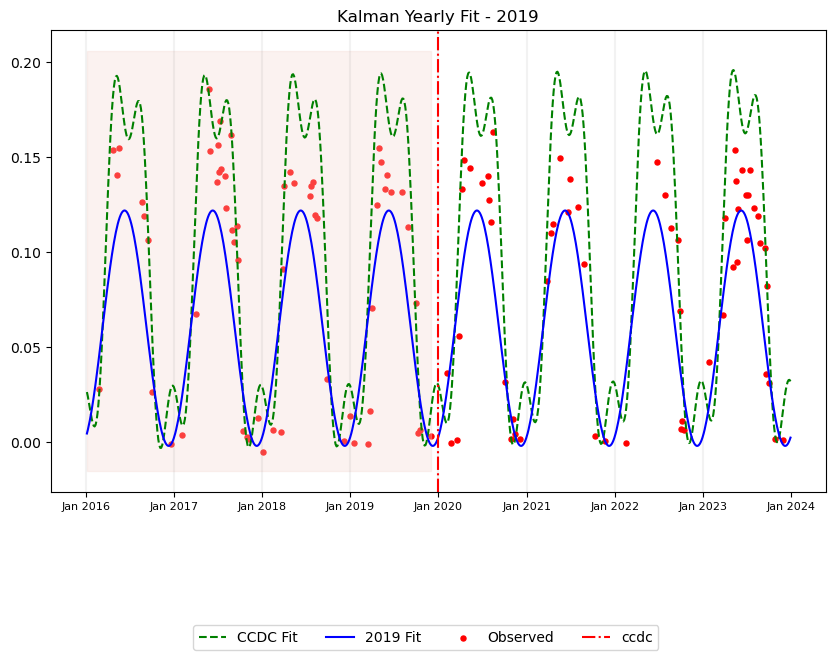 Kalman Yearly Fit - 2019
0.20
0.15
0.10
0.05
0.00
Jan 2016 Jan 2017 Jan 2018 Jan 2019 Jan 2020 Jan 2021 Jan 2022 Jan 2023 Jan 2024
CCDC Fit 2019 Fit Observed ccdc